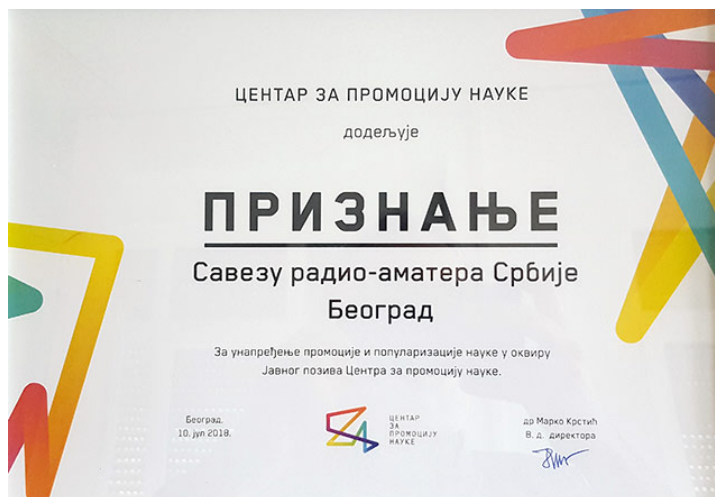 ЦЕНТАР ЗА ПРОМОЦИЈУ НАУКЕ
додељује
ПРИЗНАЊЕ
Савезу радио-аматера Србије
Београд
За унапређење промоције и популаризације науке у оквиру
Јавног позива Центра за промоцију науке.
Београд,
10. јул 2018.
ЦЕНТАР
ЗА
ПРОМОЦИЈУ
НАУКЕ
др Марко Крстић
В. д. директора